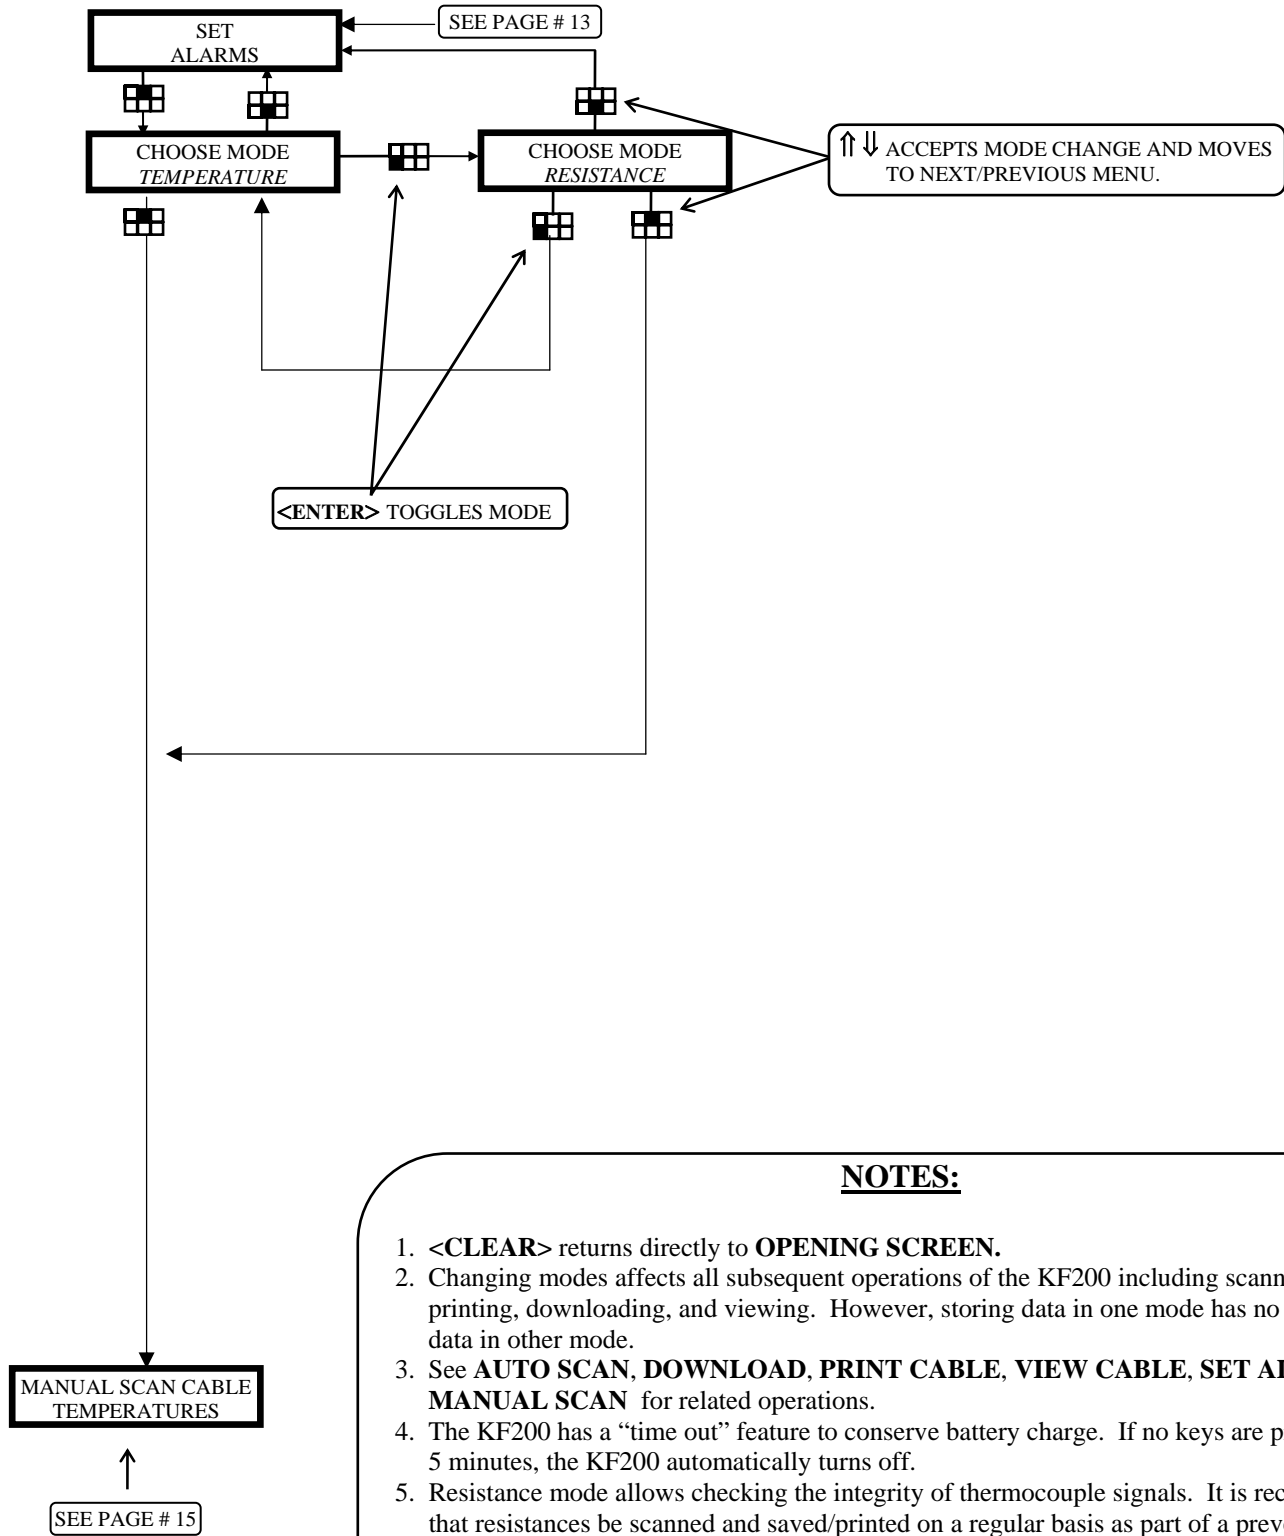 SET
ALARMS
SEE PAGE # 13
CHOOSE MODE
TEMPERATURE
CHOOSE MODE
RESISTANCE
⇑ ⇓ ACCEPTS MODE CHANGE AND MOVES
TO NEXT/PREVIOUS MENU.
<ENTER> TOGGLES MODE
MANUAL SCAN CABLE
TEMPERATURES
SEE PAGE # 15
NOTES:
1. <CLEAR> returns directly to OPENING SCREEN.
2. Changing modes affects all subsequent operations of the KF200 including
printing, downloading, and viewing. However, storing data in one mode has no
data in other mode.
3. See AUTO SCAN, DOWNLOAD, PRINT CABLE, VIEW CABLE, SET
MANUAL SCAN for related operations.
4. The KF200 has a “time out” feature to conserve battery charge. If no keys are
5 minutes, the KF200 automatically turns off.
5. Resistance mode allows checking the integrity of thermocouple signals. It is
that resistances be scanned and saved/printed on a regular basis as part of a